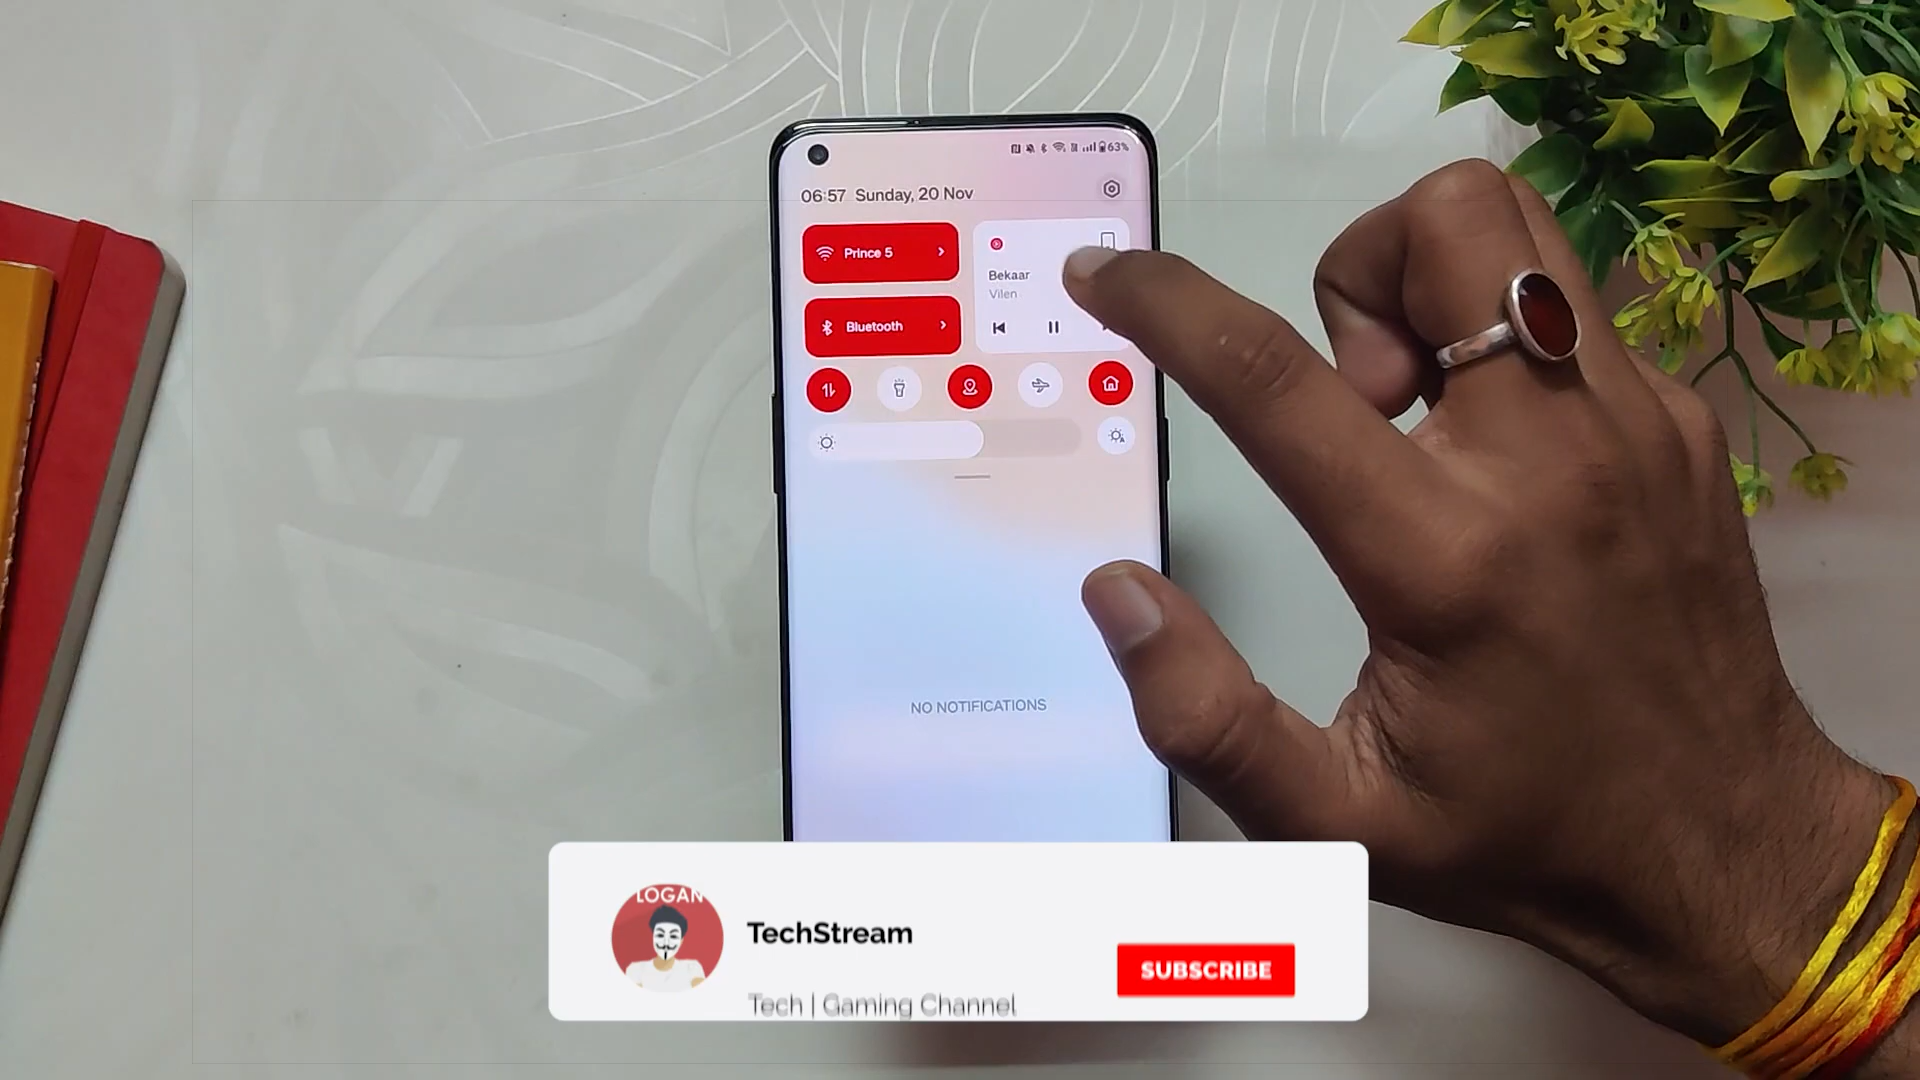 63%
06:57 Sunday, 20 Nov
Prince 5
Bekaar
Vilen
Bluetooth
NO NOTIFICATIONS
LOGAN
TechStream
SUBSCRIBE
Tech | Gaming Channel